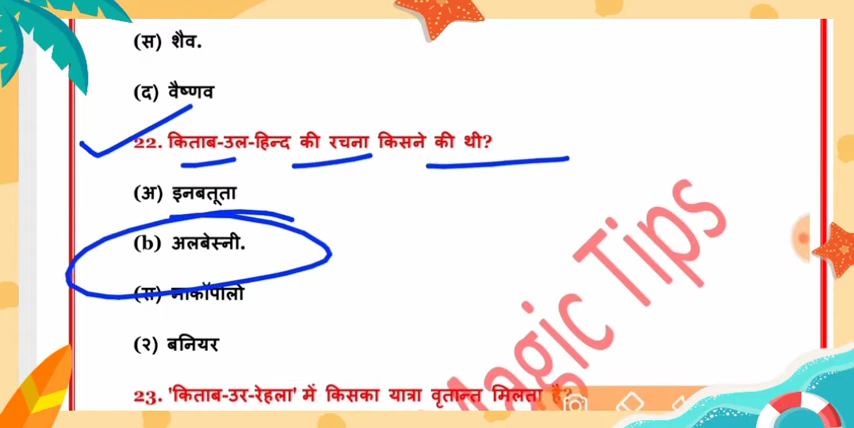 (स) शैव.
(द) वैष्णव
22. किताब-उल-हिन्द की रचना किसने की थी?
(अ) इनबतूता
(b) अलबेस्नी.
(स) मार्कोपोलो
(२) बनियर
23. 'किताब-उर-रेहला' में किसका यात्रा वृतान्त मिलता है?
Magic Tips